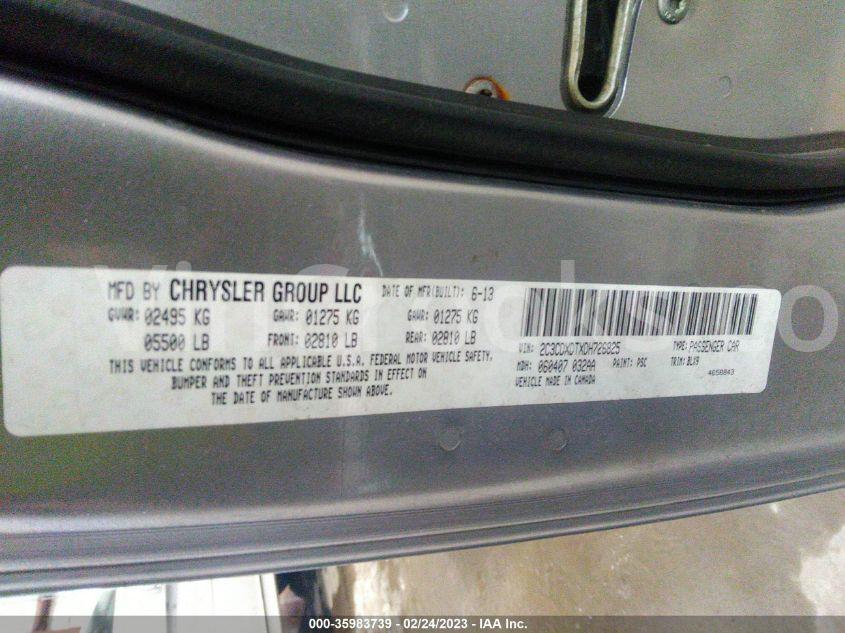 MFD BY CHRYSLER GROUP LLC DATE OF MFR(BUILT): 6-13
GVWR: 02495 KG GAWR: 01275 KG GAWR: 01275 KG
05500 LB FRONT: 02810 LB REAR: 02810 LB
THIS VEHICLE CONFORMS TO ALL APPLICABLE U.S.A. FEDERAL MOTOR VEHICLE SAFETY,
BUMPER AND THEFT PREVENTION STANDARDS IN EFFECT ON
THE DATE OF MANUFACTURE SHOWN ABOVE.
VIN: 2C3CDXDTXDH726825 TYPE: PASSENGER CAR
MDH: 060407 032AA PAINT: PSC TRIM: BLX9
VEHICLE MADE IN CANADA 4658843
000-35983739 - 02/24/2023 - IAA Inc.